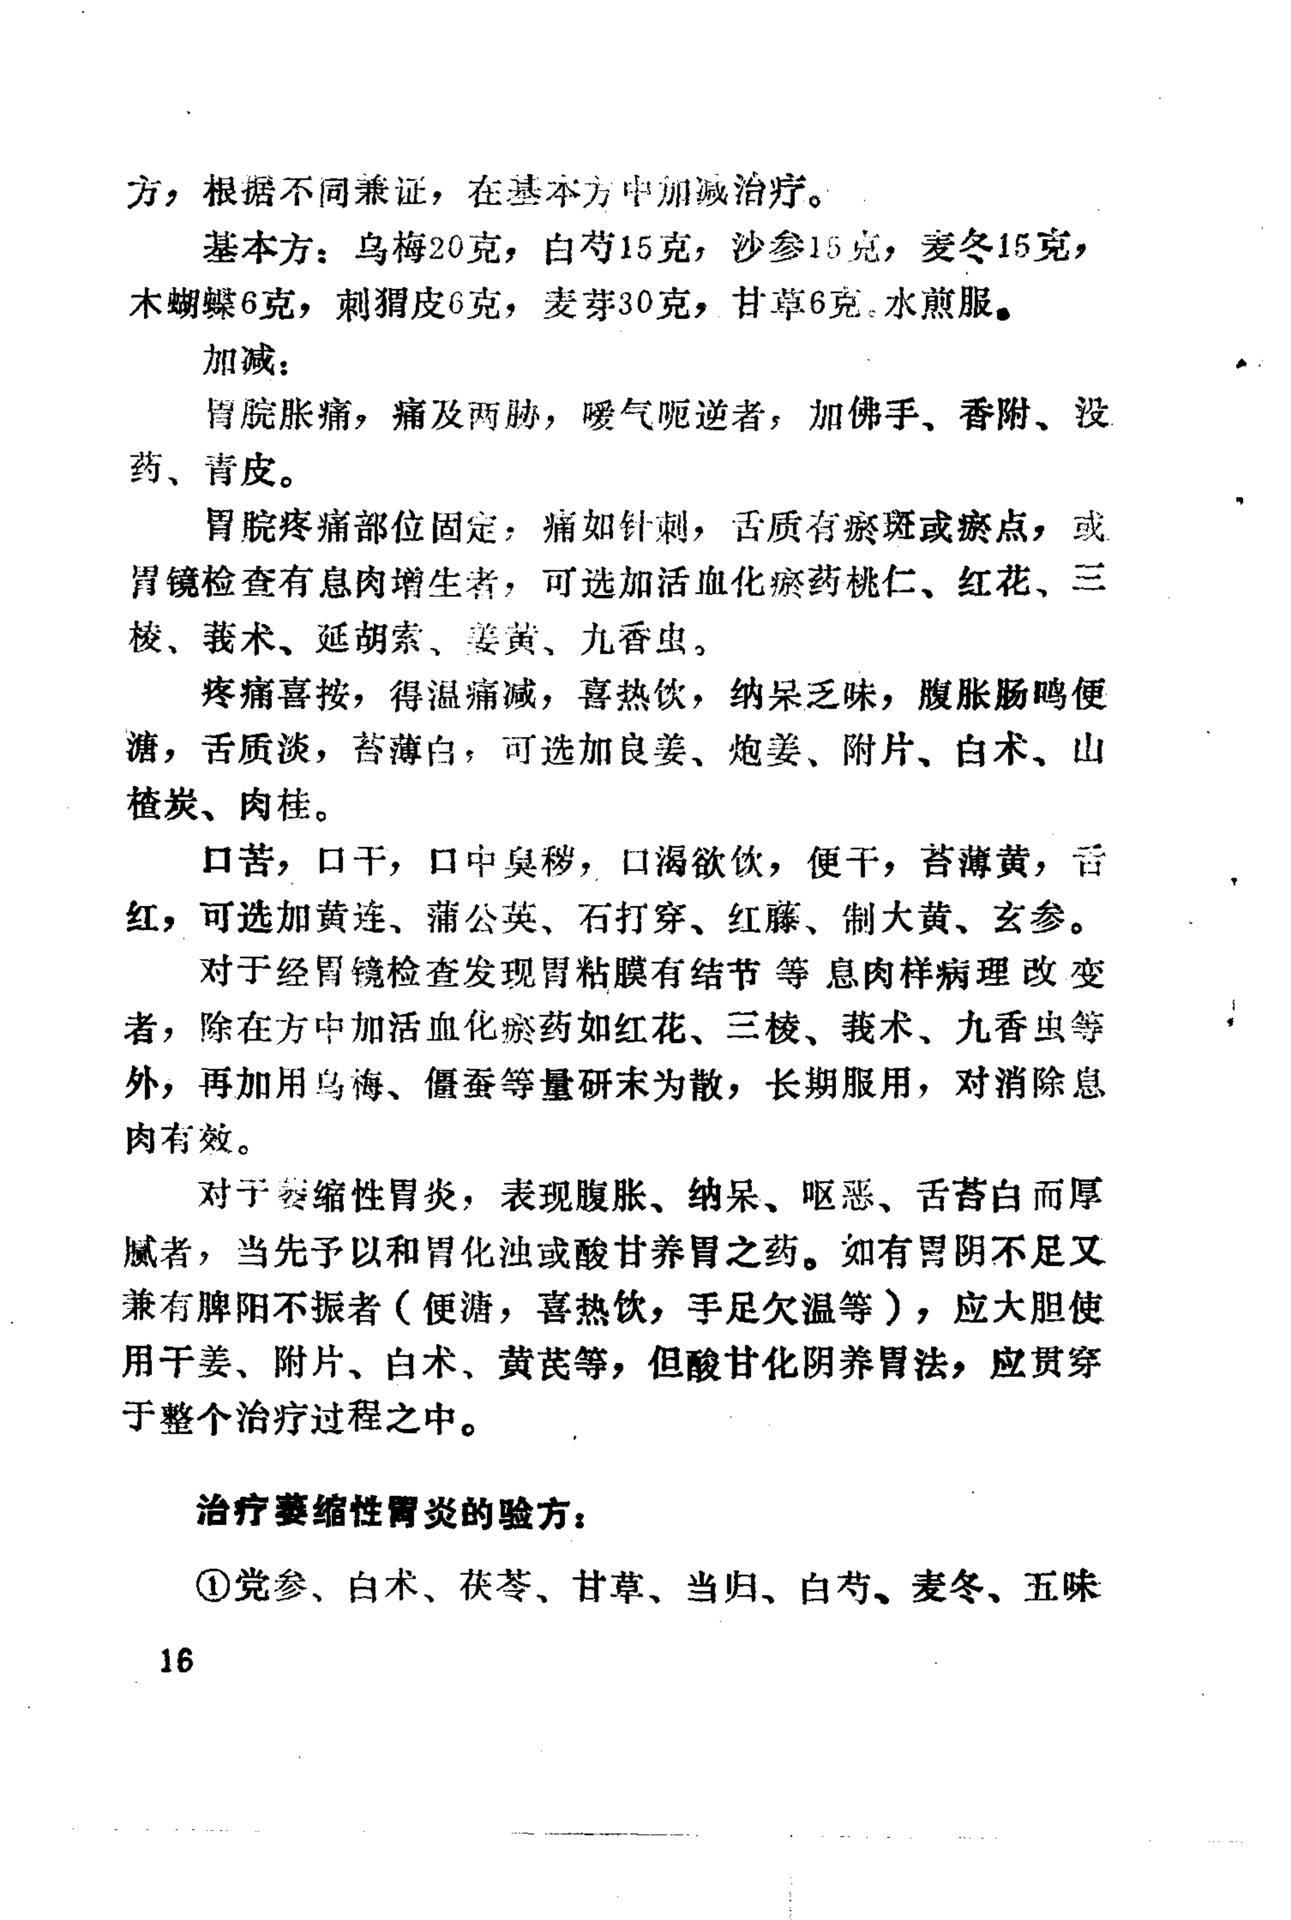 方，根据不同兼证，在基本方中加减治疗。
基本方：乌梅20克，白芍15克，沙参15克，麦冬15克，
木蝴蝶6克，刺猬皮6克，麦芽30克，甘草6克。水煎服。
加减：
胃脘胀痛，痛及两胁，嗳气呃逆者，加佛手、香附、没
药、青皮。
胃脘疼痛部位固定，痛如针刺，舌质有瘀斑或瘀点，或
胃镜检查有息肉增生者，可选加活血化瘀药桃仁、红花、三
棱、莪术、延胡索、姜黄、九香虫。
疼痛喜按，得温痛减，喜热饮，纳呆乏味，腹胀肠鸣便
溏，舌质淡，苔薄白，可选加良姜、炮姜、附片、白术、山
楂炭、肉桂。
口苦，口干，口中臭秽，口渴欲饮，便干，苔薄黄，舌
红，可选加黄连、蒲公英、石打穿、红藤、制大黄、玄参。
对于经胃镜检查发现胃粘膜有结节等息肉样病理改变
者，除在方中加活血化瘀药如红花、三棱、莪术、九香虫等
外，再加用乌梅、僵蚕等量研末为散，长期服用，对消除息
肉有效。
对于萎缩性胃炎，表现腹胀、纳呆、呕恶、舌苔白而厚
腻者，当先予以和胃化浊或酸甘养胃之药。如有胃阴不足又
兼有脾阳不振者（便溏，喜热饮，手足欠温等），应大胆使
用干姜、附片、白术、黄芪等，但酸甘化阴养胃法，应贯穿
于整个治疗过程之中。
治疗萎缩性胃炎的验方：
①党参、白术、茯苓、甘草、当归、白芍、麦冬、五味
16